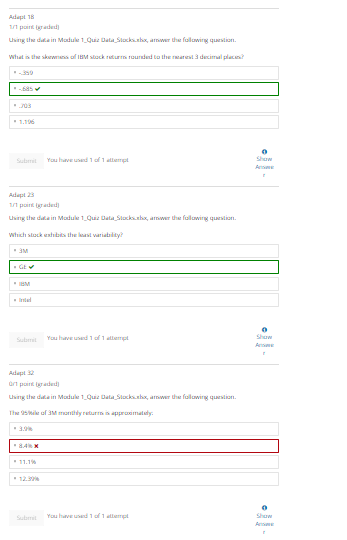 Adapt 18
1/1 point (graded)
Using the data in Module 1_Quiz Data_Stocks.xlsx, answer the following question.
What is the skewness of IBM stock returns rounded to the nearest 3 decimal places?
-.359
-.685 ✔
.703
1.196
Submit You have used 1 of 1 attempt
Show
Answe
r
Adapt 23
1/1 point (graded)
Using the data in Module 1_Quiz Data_Stocks.xlsx, answer the following question.
Which stock exhibits the least variability?
3M
GE ✔
IBM
Intel
Submit You have used 1 of 1 attempt
Show
Answe
r
Adapt 32
0/1 point (graded)
Using the data in Module 1_Quiz Data_Stocks.xlsx, answer the following question.
The 95%ile of 3M monthly returns is approximately:
3.9%
8.4% ✖
11.1%
12.39%
Submit You have used 1 of 1 attempt
Show
Answe
r